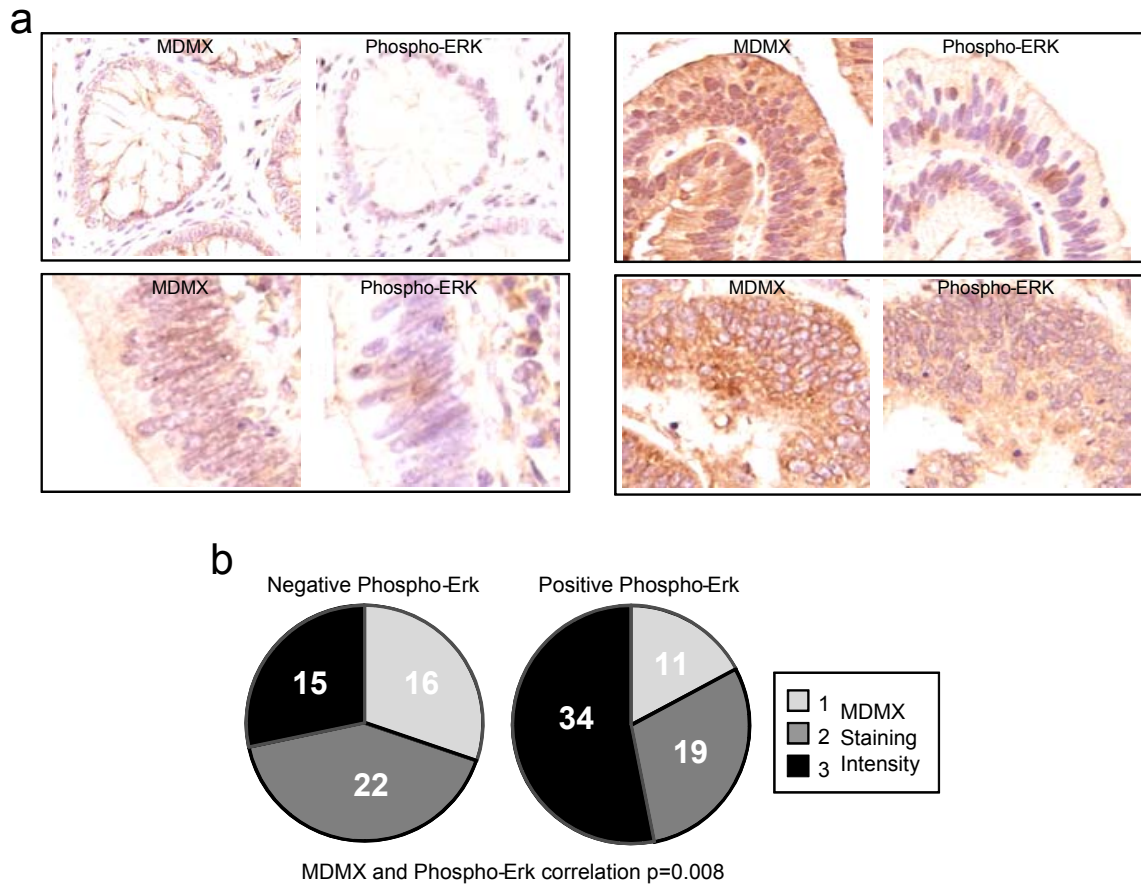 a
MDMX Phospho-ERK
MDMX Phospho-ERK
MDMX Phospho-ERK
MDMX Phospho-ERK
b
Negative Phospho-Erk
15 16
22
Positive Phospho-Erk
11
34
19
1 MDMX
2 Staining
3 Intensity
MDMX and Phospho-Erk correlation p=0.008